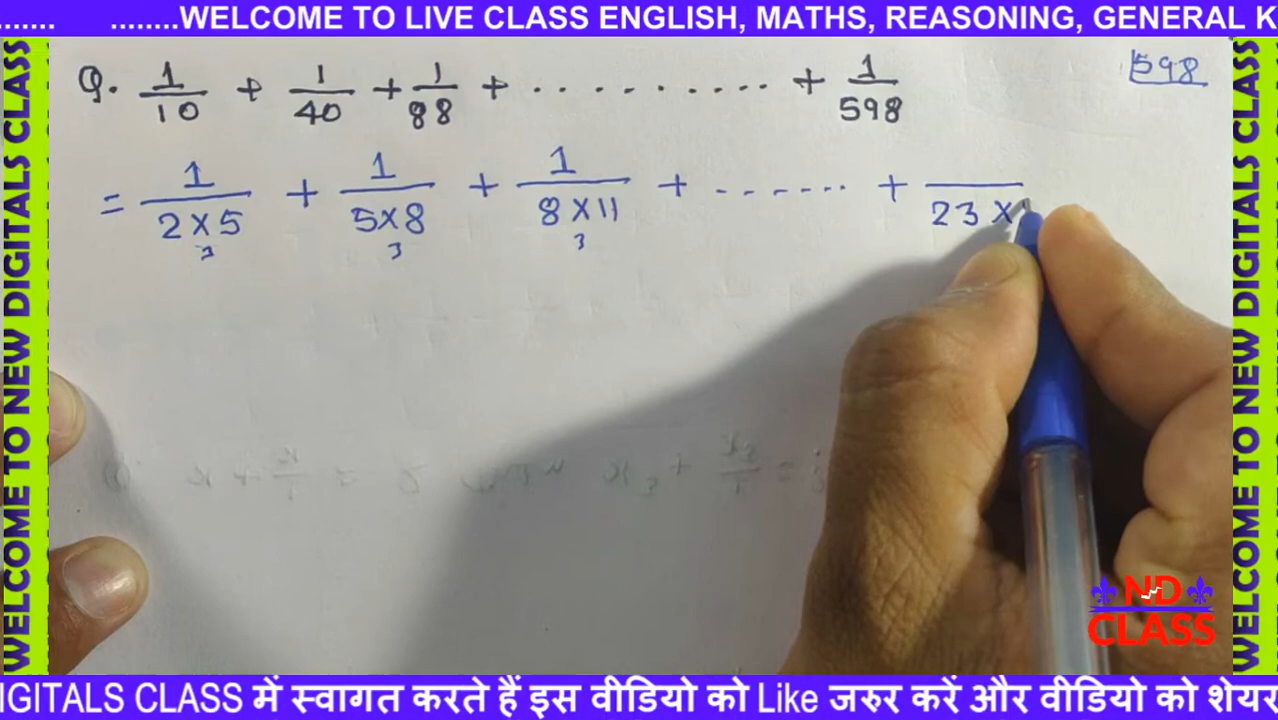 ....... ........WELCOME TO LIVE CLASS ENGLISH, MATHS, REASONING, GENERAL K
WELCOME TO NEW DIGITALS CLASS
Q. 1/10 + 1/40 + 1/88 + .......... + 1/598
598
= 1/2×5 + 1/5×8 + 1/8×11 + ...... + /23×
3 3 3
ND
CLASS
WELCOME TO NEW DIGITALS CLASS
IGITALS CLASS में स्वागत करते हैं इस वीडियो को Like जरुर करें और वीडियो को शेयर